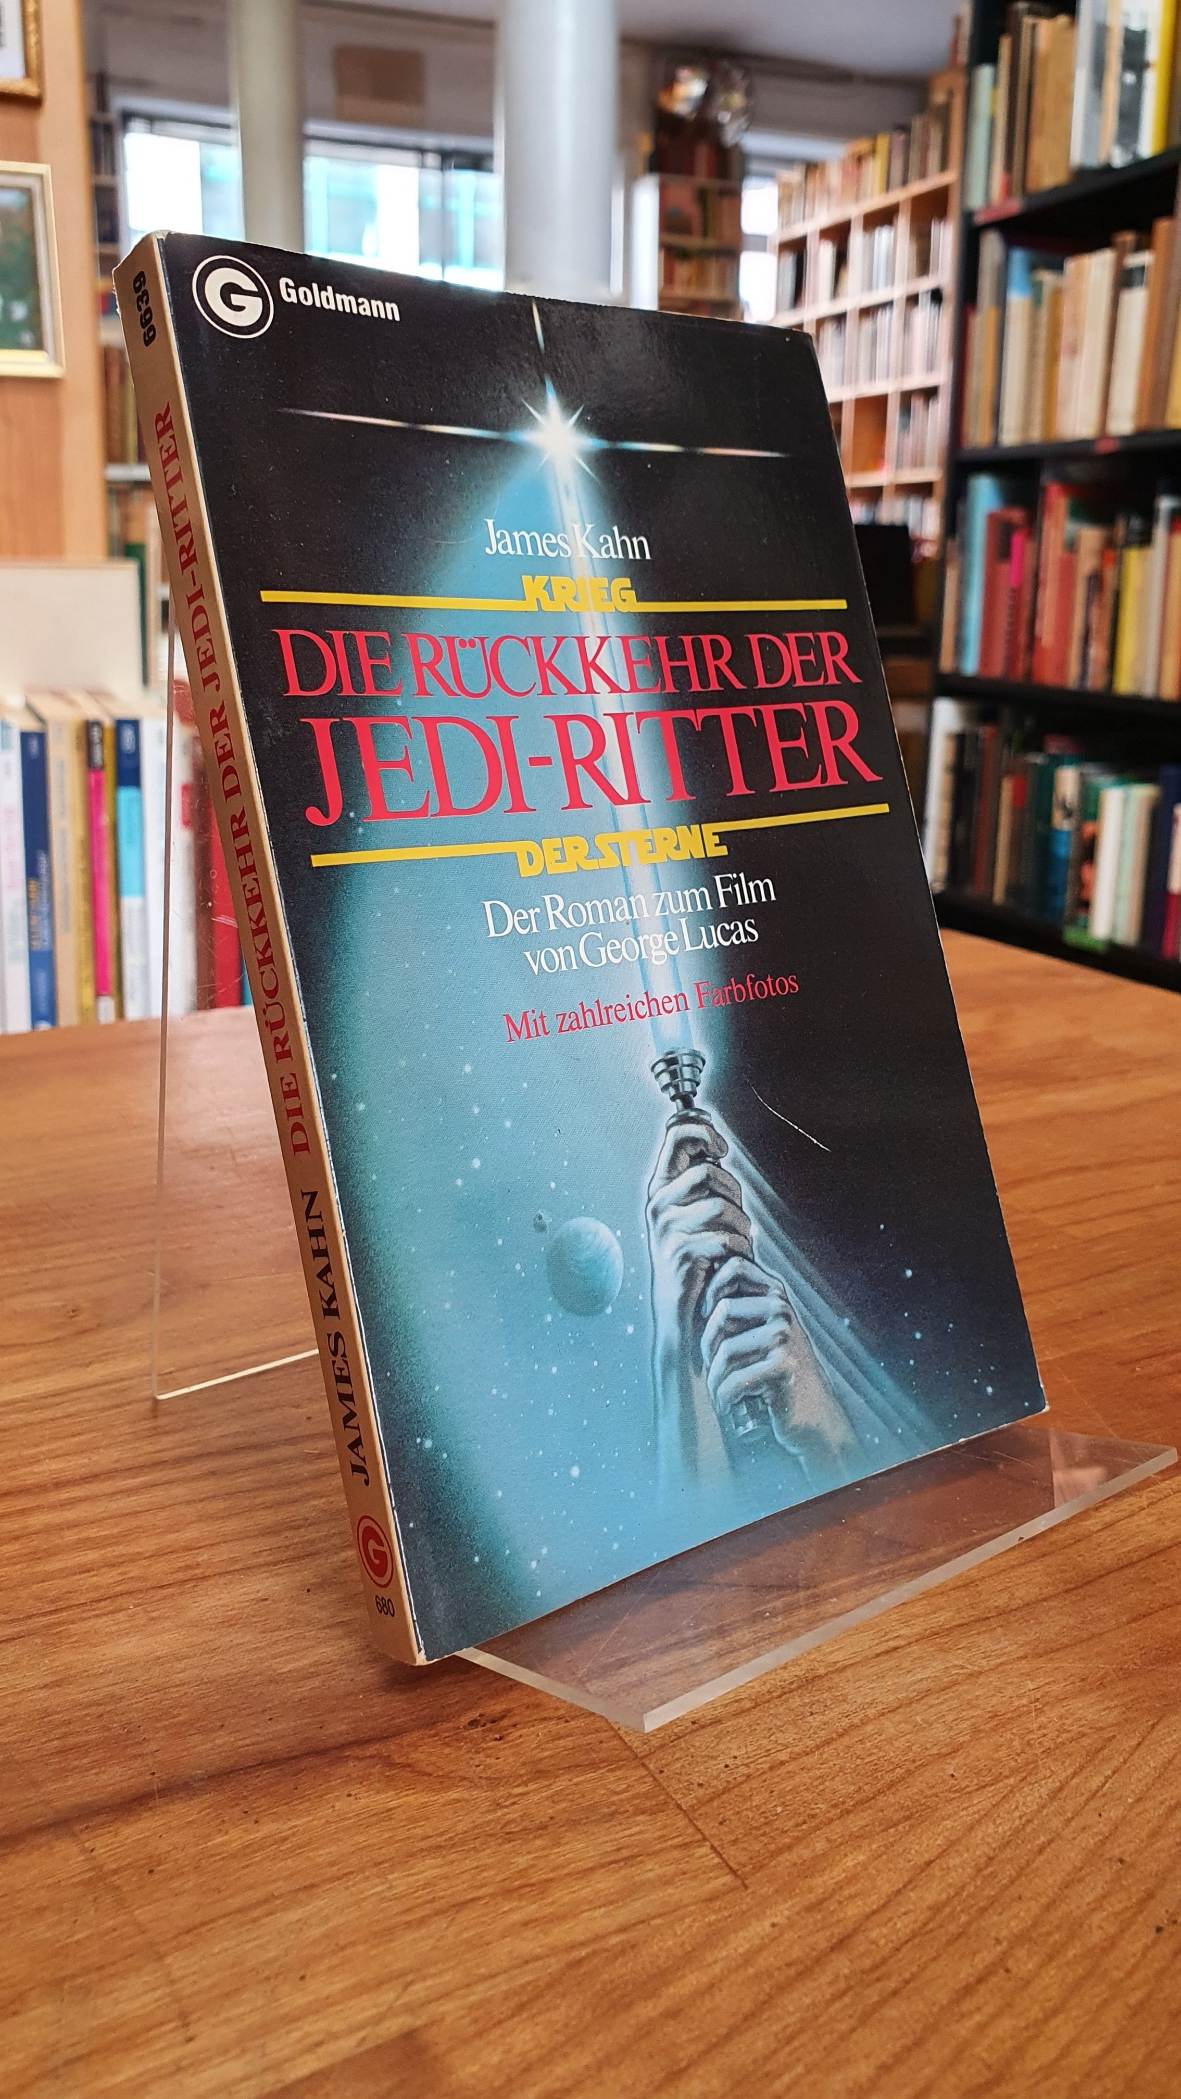 Goldmann
James Kahn
KRIEG
DIE RÜCKKEHR DER
JEDI-RITTER
DER STERNE
Der Roman zum Film
von George Lucas
Mit zahlreichen Farbfotos
6639
JAMES KAHN DIE RÜCKKEHR DER JEDI-RITTER
G
680